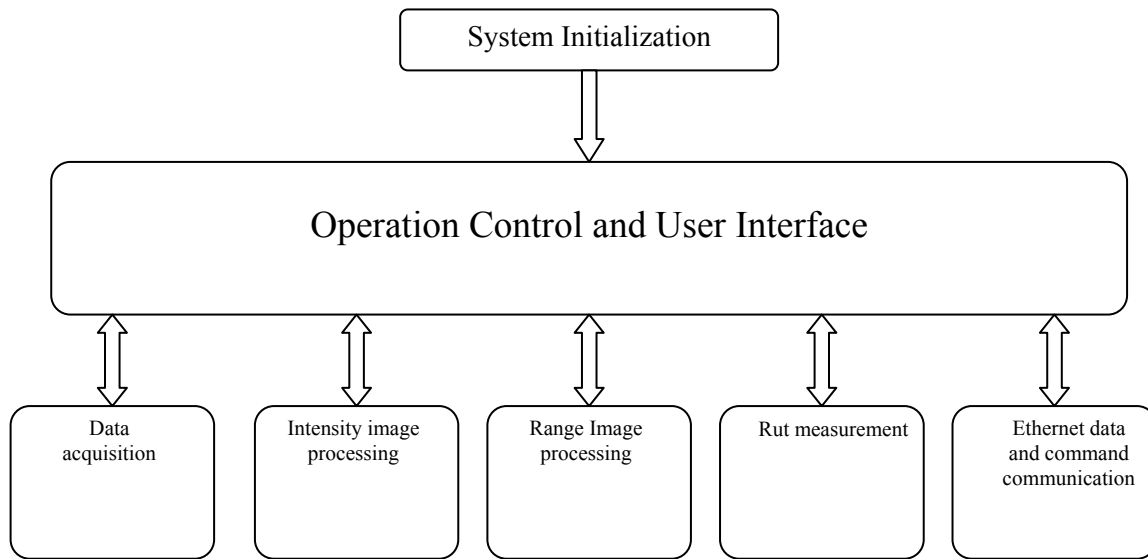 System Initialization
Operation Control and User Interface
Data
acquisition
Intensity image
processing
Range Image
processing
Rut measurement
Ethernet data
and command
communication